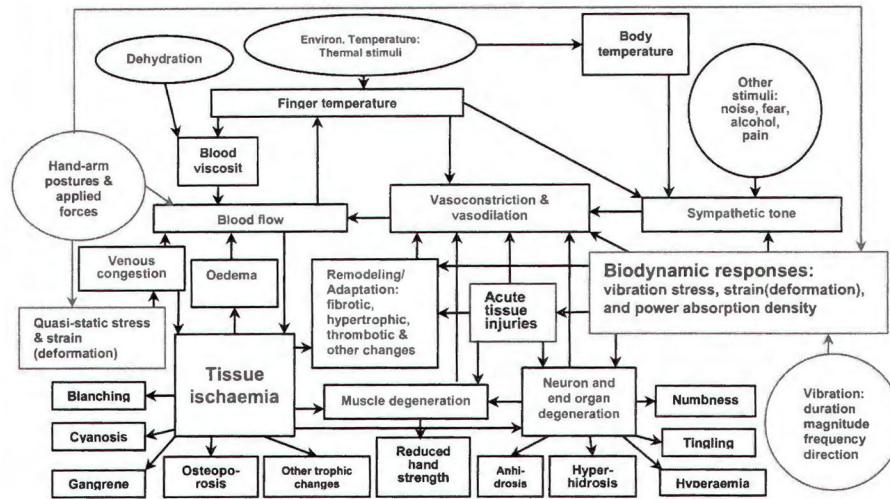 Environ. Temperature:
Thermal stimuli
Body
temperature
Dehydration
Other
stimuli:
noise, fear,
alcohol,
pain
Finger temperature
Blood
viscosit
Hand-arm
postures &
applied
forces
Vasoconstriction &
vasodilation
Blood flow
Sympathetic tone
Venous
congestion
Oedema
Remodeling/
Adaptation:
fibrotic,
hypertrophic,
thrombotic &
other changes
Acute
tissue
injuries
Biodynamic responses:
vibration stress, strain(deformation),
and power absorption density
Quasi-static stress
& strain
(deformation)
Tissue
ischaemia
Muscle degeneration
Neuron and
end organ
degeneration
Vibration:
duration
magnitude
frequency
direction
Blanching
Cyanosis
Gangrene
Osteopo-
rosis
Other trophic
changes
Reduced
hand
strength
Anhi-
drosis
Hyper-
hidrosis
Numbness
Tingling
Hyperaemia